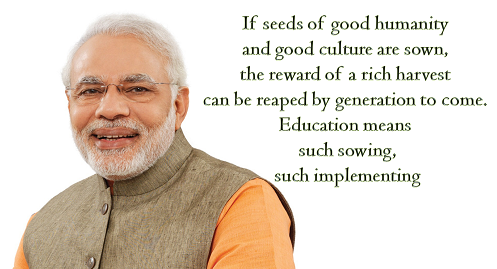 If seeds of good humanity
and good culture are sown,
the reward of a rich harvest
can be reaped by generation to come.
Education means
such sowing,
such implementing